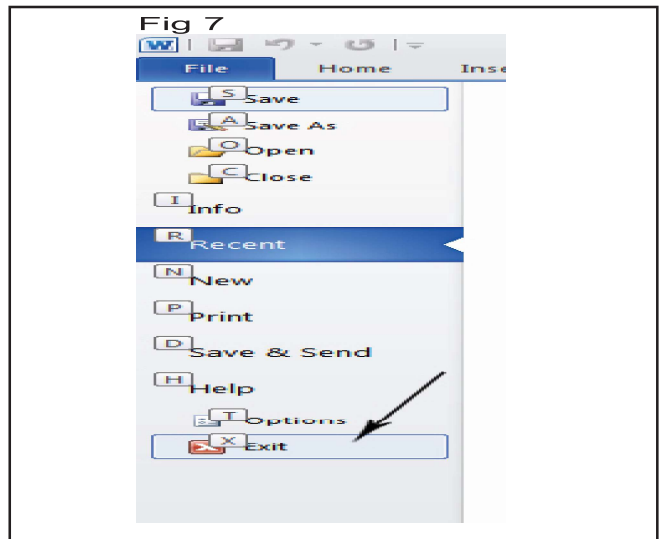 Fig 7
W
File Home Inse
S Save
A Save As
O Open
C Close
I Info
R Recent
N New
P Print
D Save & Send
H Help
T Options
X Exit